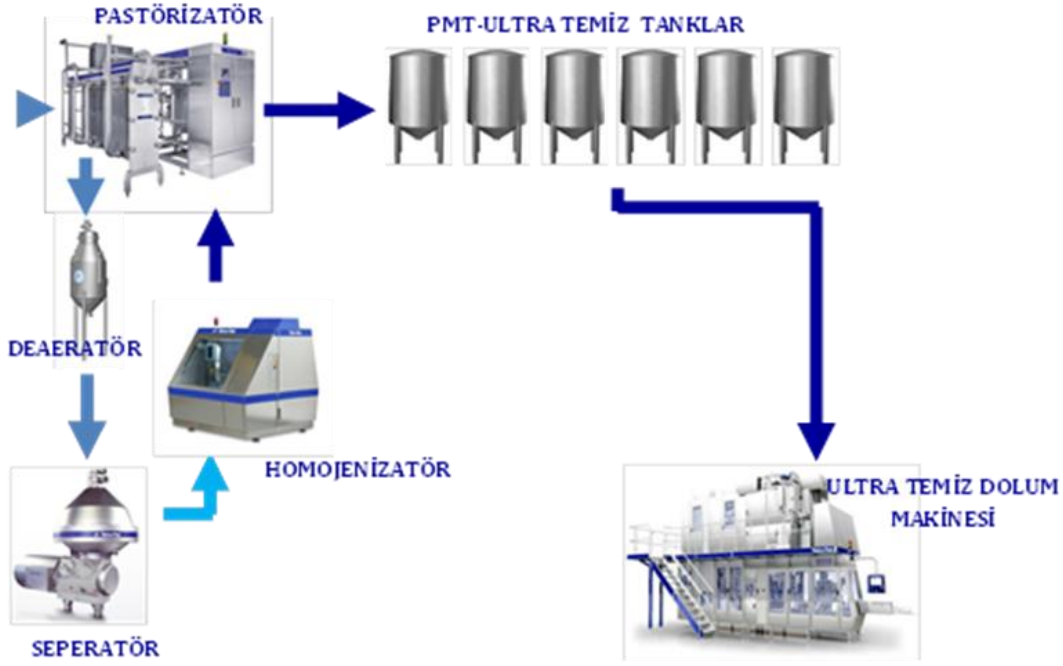 PASTÖRİZATÖR
PMT-ULTRA TEMİZ TANKLAR
DEAERATÖR
HOMOJENİZATÖR
ULTRA TEMİZ DOLUM
MAKİNESİ
SEPERATÖR